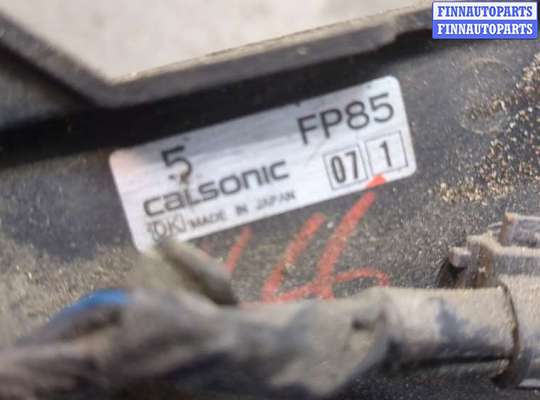 FINNAUTOPARTS
FINNAUTOPARTS
5 FP85
calsonic 07 1
MADE IN JAPAN